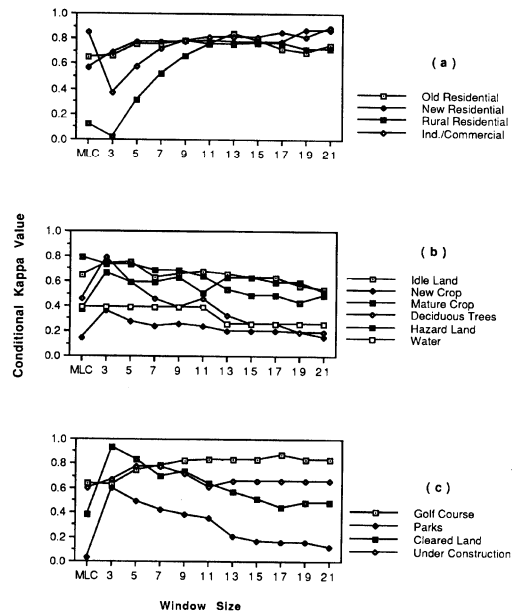 1.0
0.8
0.6
0.4
0.2
0.0
MLC 3 5 7 9 11 13 15 17 19 21
( a )
Old Residential
New Residential
Rural Residential
Ind./Commercial
Conditional Kappa Value
1.0
0.8
0.6
0.4
0.2
0.0
MLC 3 5 7 9 11 13 15 17 19 21
( b )
Idle Land
New Crop
Mature Crop
Deciduous Trees
Hazard Land
Water
1.0
0.8
0.6
0.4
0.2
0.0
MLC 3 5 7 9 11 13 15 17 19 21
( c )
Golf Course
Parks
Cleared Land
Under Construction
Window Size